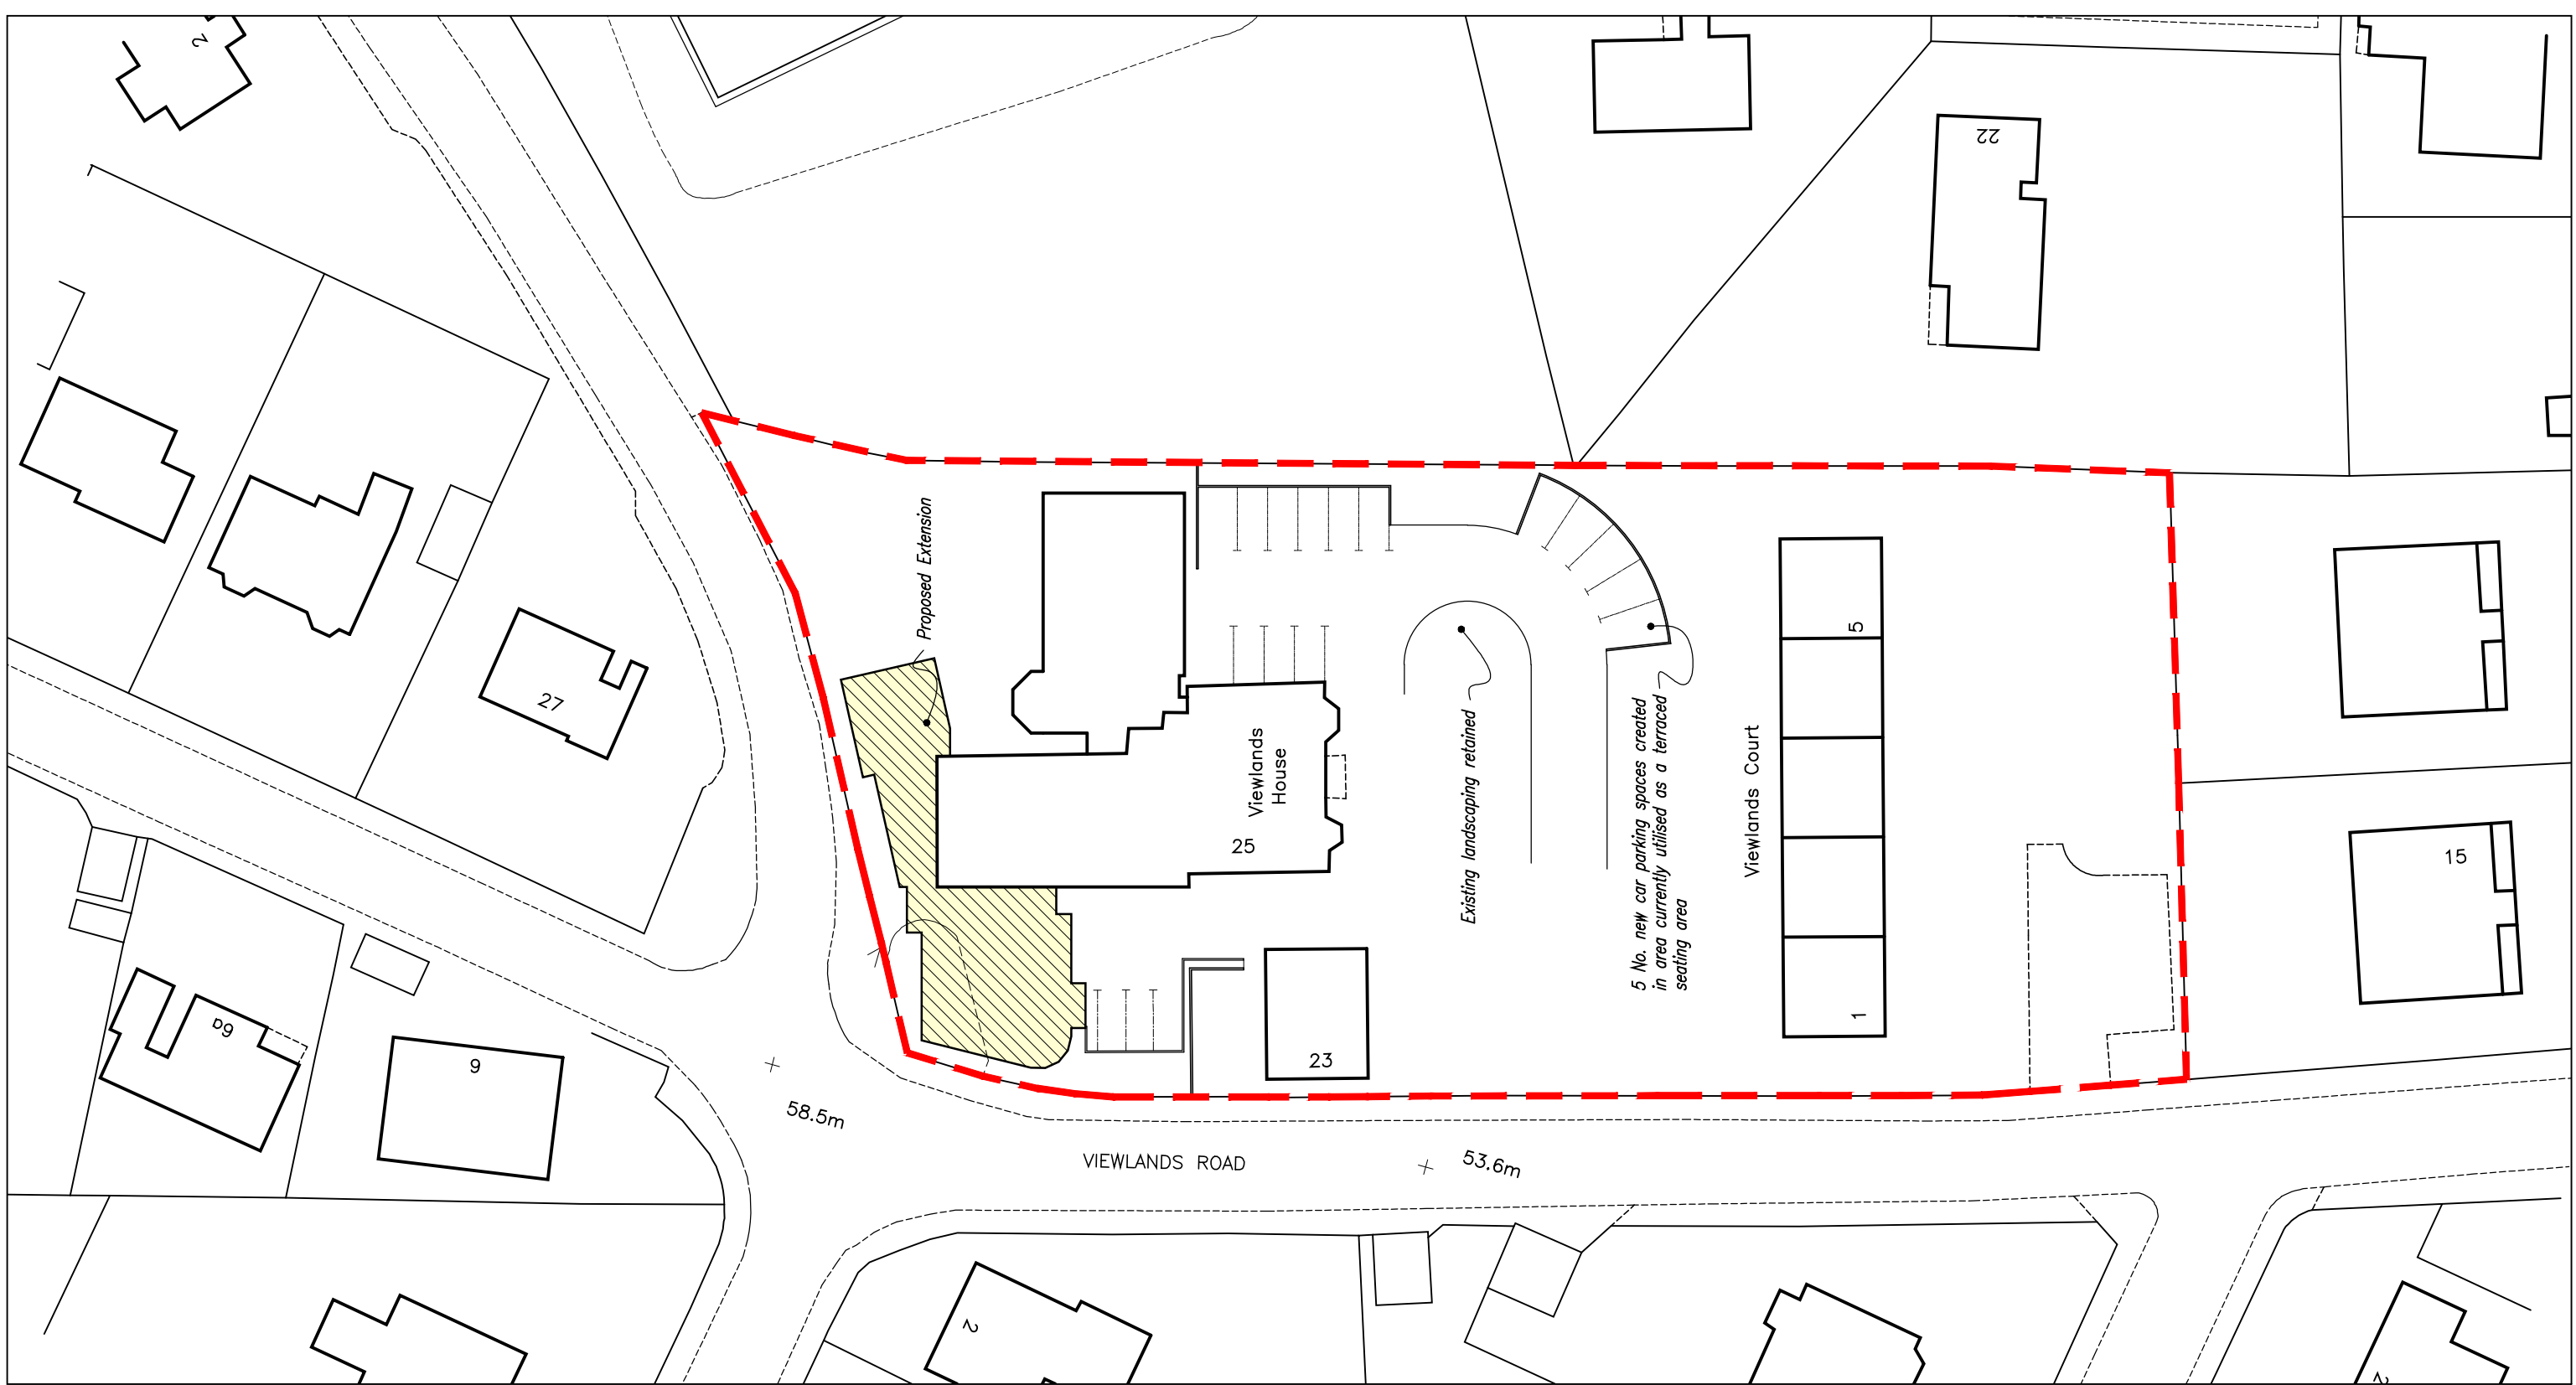 2
22
Proposed Extension
27
Viewlands
House
25
Existing landscaping retained
5 No. new car parking spaces created
in area currently utilised as a terraced
seating area
Viewlands Court
5
1
15
23
6a
9
58.5m
VIEWLANDS ROAD
53.6m
2
2